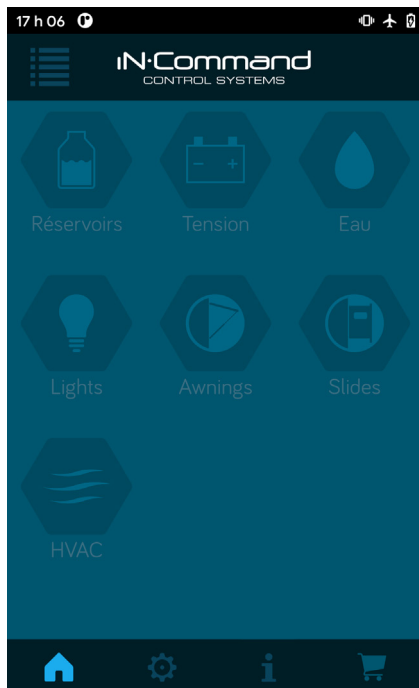 17 h 06
iN·Command
CONTROL SYSTEMS
Réservoirs Tension Eau
Lights Awnings Slides
HVAC